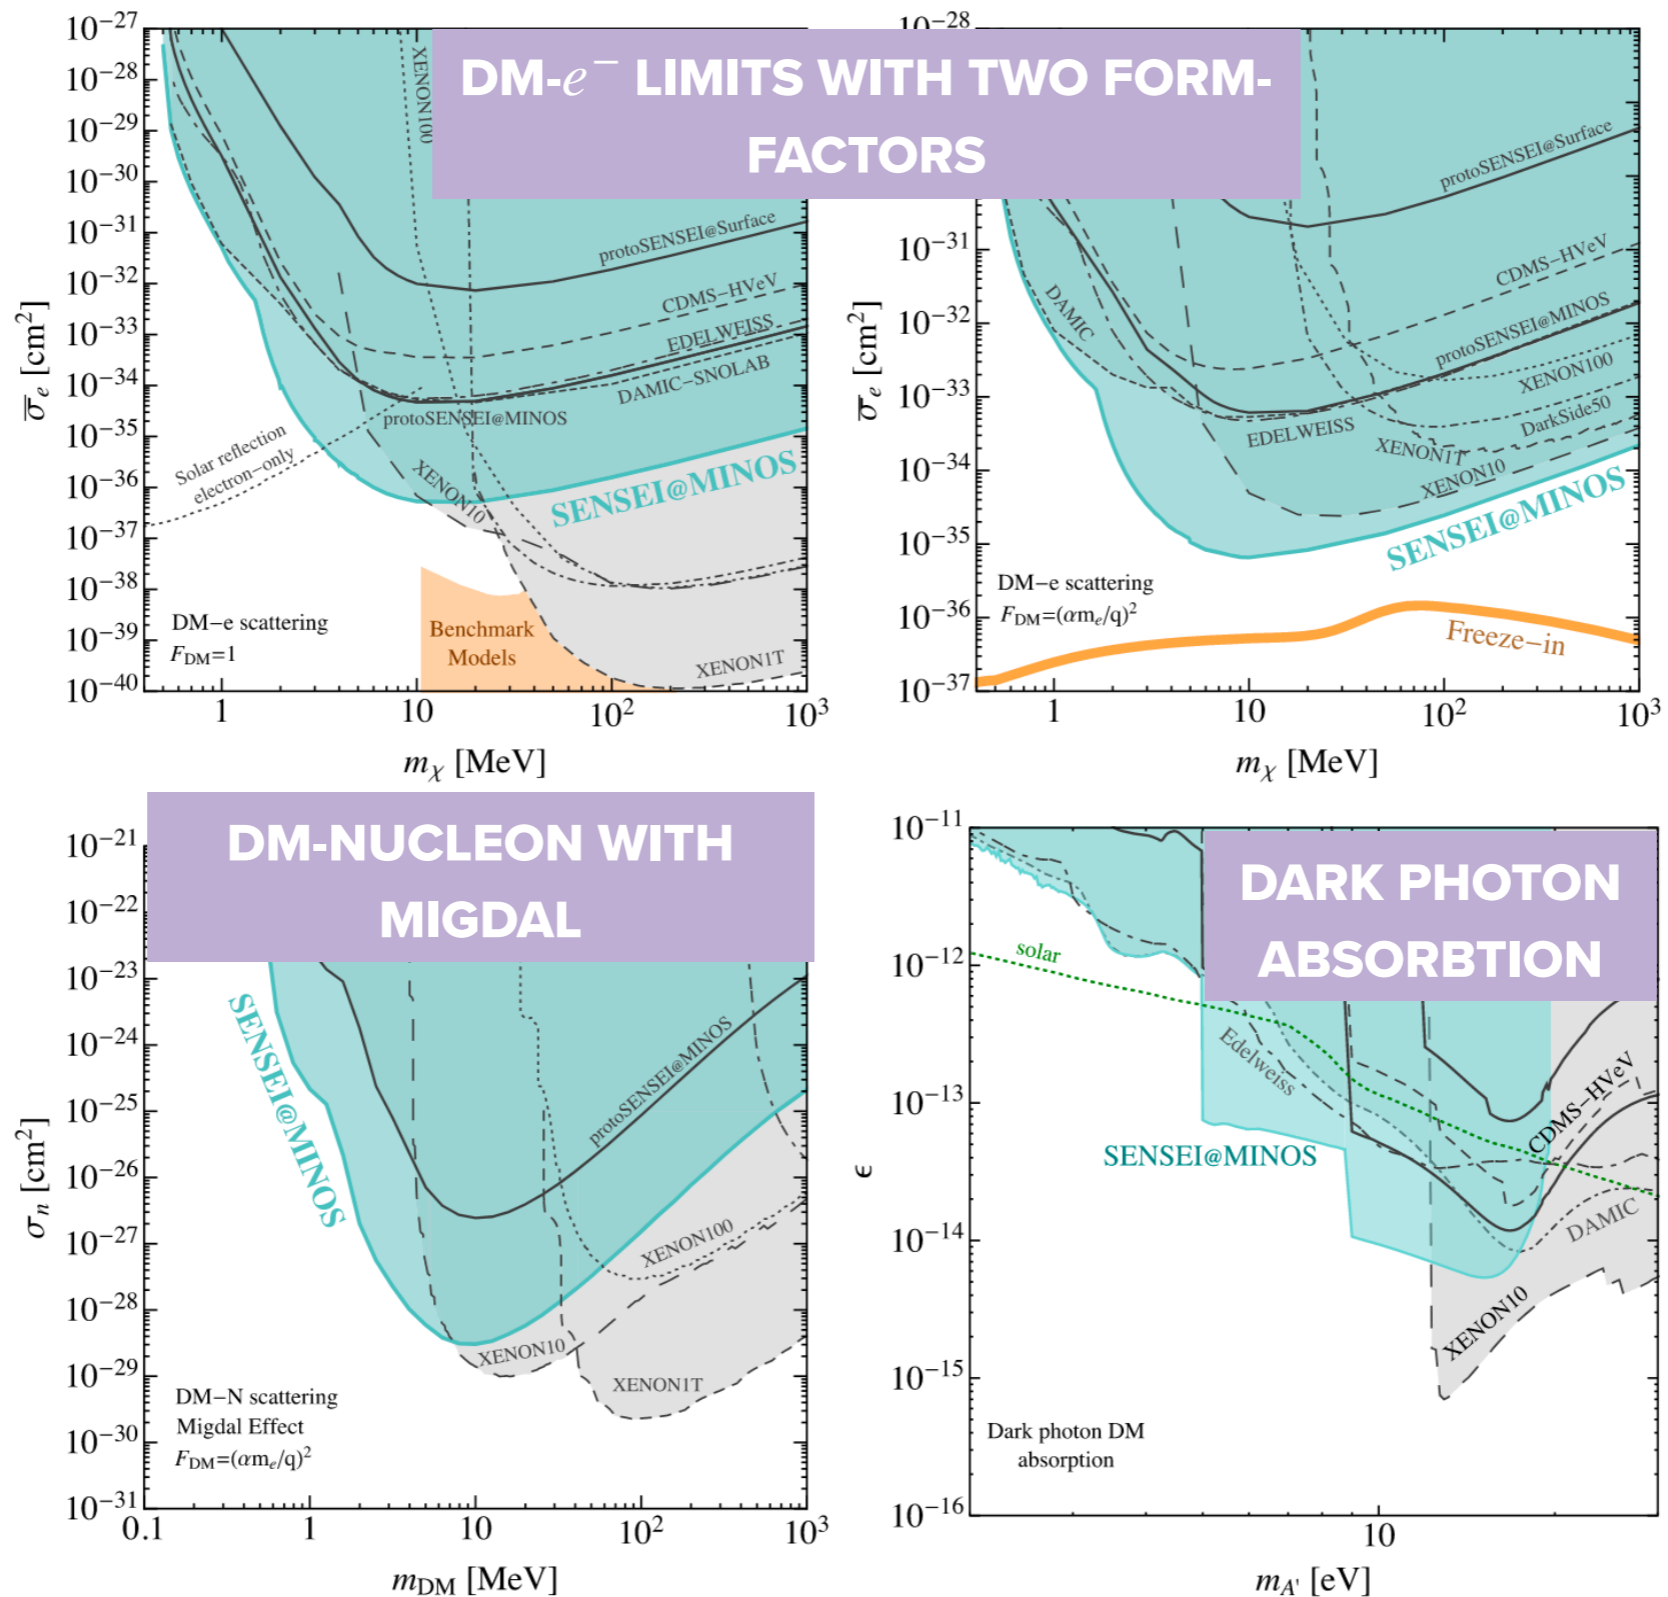 DM-e⁻ LIMITS WITH TWO FORM-
FACTORS
10⁻²⁷
10⁻²⁸
10⁻²⁹
10⁻³⁰
10⁻³¹
10⁻³²
10⁻³³
10⁻³⁴
10⁻³⁵
10⁻³⁶
10⁻³⁷
10⁻³⁸
10⁻³⁹
10⁻⁴⁰
σ̅ₑ [cm²]
XENON100
protoSENSEI@Surface
CDMS−HVeV
EDELWEISS
DAMIC−SNOLAB
protoSENSEI@MINOS
Solar reflection
electron−only
XENON10
SENSEI@MINOS
DM−e scattering
F_DM=1
Benchmark
Models
XENON1T
1
10
10²
10³
mχ [MeV]
10⁻²⁸
10⁻³¹
10⁻³²
10⁻³³
10⁻³⁴
10⁻³⁵
10⁻³⁶
10⁻³⁷
σ̅ₑ [cm²]
protoSENSEI@Surface
CDMS−HVeV
DAMIC
protoSENSEI@MINOS
XENON100
EDELWEISS
DarkSide50
XENON1T
XENON10
SENSEI@MINOS
DM−e scattering
F_DM=(αmₑ/q)²
Freeze−in
1
10
10²
10³
mχ [MeV]
DM-NUCLEON WITH
MIGDAL
10⁻²¹
10⁻²²
10⁻²³
10⁻²⁴
10⁻²⁵
10⁻²⁶
10⁻²⁷
10⁻²⁸
10⁻²⁹
10⁻³⁰
10⁻³¹
σₙ [cm²]
SENSEI@MINOS
protoSENSEI@MINOS
XENON100
XENON10
XENON1T
DM−N scattering
Migdal Effect
F_DM=(αmₑ/q)²
0.1
1
10
10²
10³
m_DM [MeV]
DARK PHOTON
ABSORBTION
10⁻¹¹
10⁻¹²
10⁻¹³
10⁻¹⁴
10⁻¹⁵
10⁻¹⁶
ϵ
solar
Edelweiss
SENSEI@MINOS
CDMS−HVeV
DAMIC
XENON10
Dark photon DM
absorption
10
m_A' [eV]